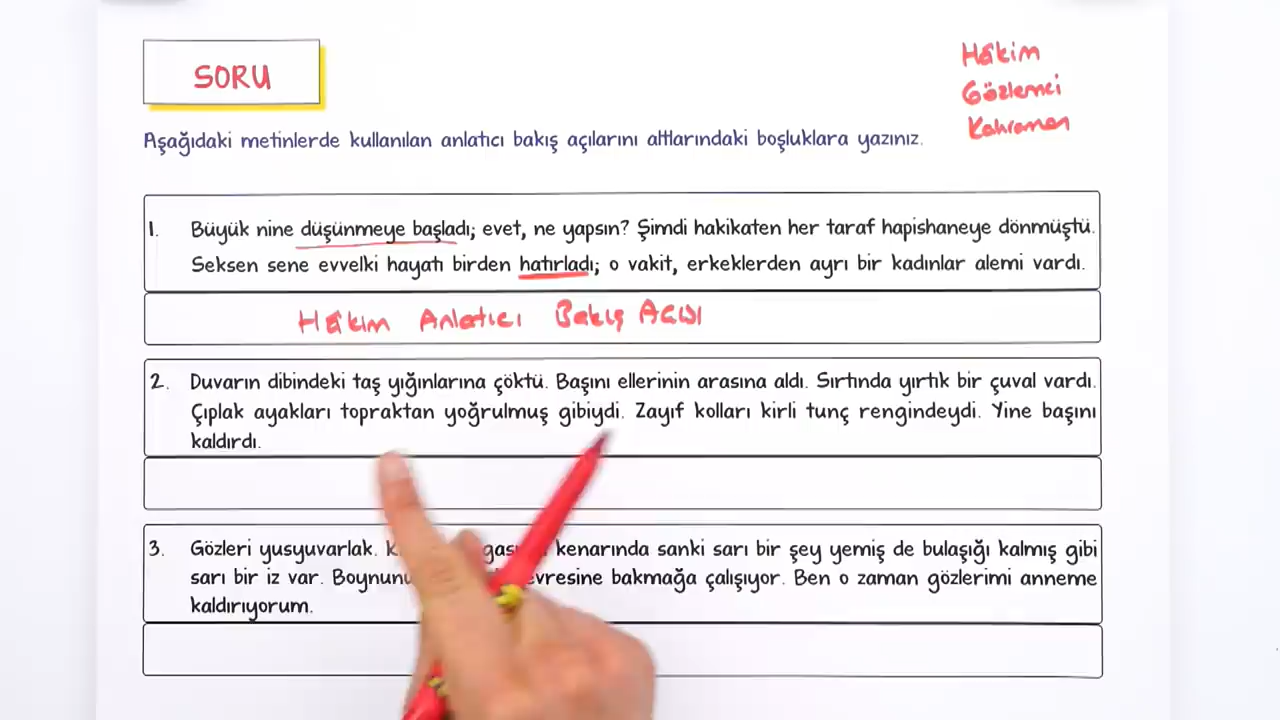 SORU
Hâkim
Gözlemci
Kahraman
Aşağıdaki metinlerde kullanılan anlatıcı bakış açılarını altlarındaki boşluklara yazınız.
1. Büyük nine düşünmeye başladı; evet, ne yapsın? Şimdi hakikaten her taraf hapishaneye dönmüştü.
Seksen sene evvelki hayatı birden hatırladı; o vakit, erkeklerden ayrı bir kadınlar alemi vardı.
Hâkim Anlatıcı Bakış Açısı
2. Duvarın dibindeki taş yığınlarına çöktü. Başını ellerinin arasına aldı. Sırtında yırtık bir çuval vardı.
Çıplak ayakları topraktan yoğrulmuş gibiydi. Zayıf kolları kirli tunç rengindeydi. Yine başını
kaldırdı.
3. Gözleri yusyuvarlak. kenarında sanki sarı bir şey yemiş de bulaşığı kalmış gibi
sarı bir iz var. bakmağa çalışıyor. Ben o zaman gözlerimi anneme
kaldırıyorum.